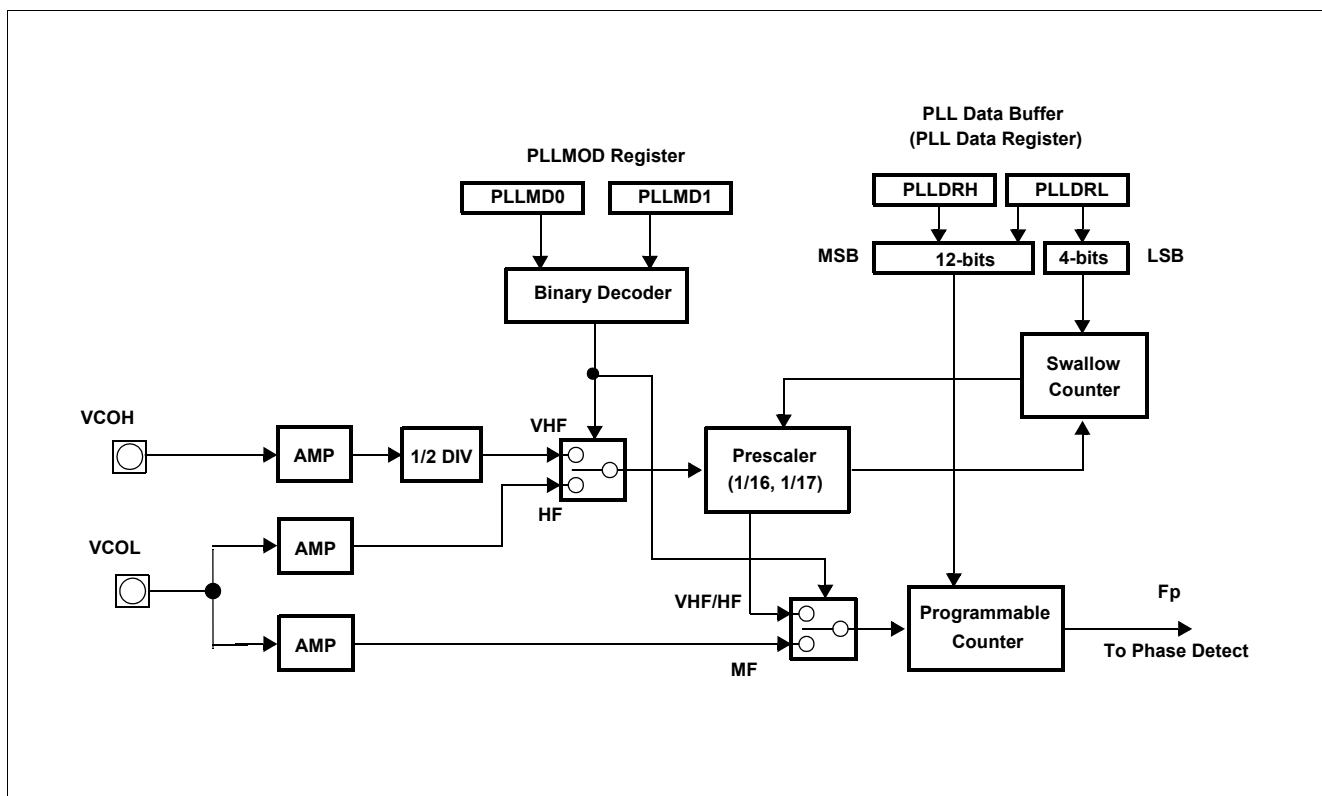 PLL Data Buffer
(PLL Data Register)
PLLMOD Register
PLLMD0
PLLMD1
PLLDRH
PLLDRL
MSB
12-bits
4-bits
LSB
Binary Decoder
Swallow
Counter
VCOH
AMP
1/2 DIV
VHF
Prescaler
(1/16, 1/17)
HF
VCOL
AMP
VHF/HF
Programmable
Counter
Fp
To Phase Detect
AMP
MF